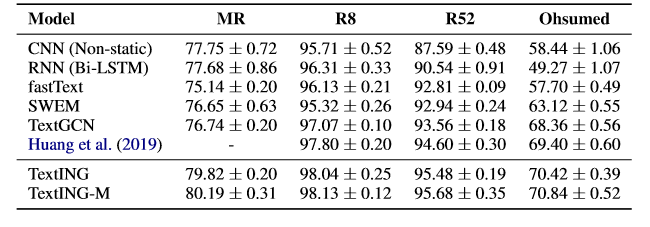 Model MR R8 R52 Ohsumed
CNN (Non-static) 77.75 ± 0.72 95.71 ± 0.52 87.59 ± 0.48 58.44 ± 1.06
RNN (Bi-LSTM) 77.68 ± 0.86 96.31 ± 0.33 90.54 ± 0.91 49.27 ± 1.07
fastText 75.14 ± 0.20 96.13 ± 0.21 92.81 ± 0.09 57.70 ± 0.49
SWEM 76.65 ± 0.63 95.32 ± 0.26 92.94 ± 0.24 63.12 ± 0.55
TextGCN 76.74 ± 0.20 97.07 ± 0.10 93.56 ± 0.18 68.36 ± 0.56
Huang et al. (2019) - 97.80 ± 0.20 94.60 ± 0.30 69.40 ± 0.60
TextING 79.82 ± 0.20 98.04 ± 0.25 95.48 ± 0.19 70.42 ± 0.39
TextING-M 80.19 ± 0.31 98.13 ± 0.12 95.68 ± 0.35 70.84 ± 0.52